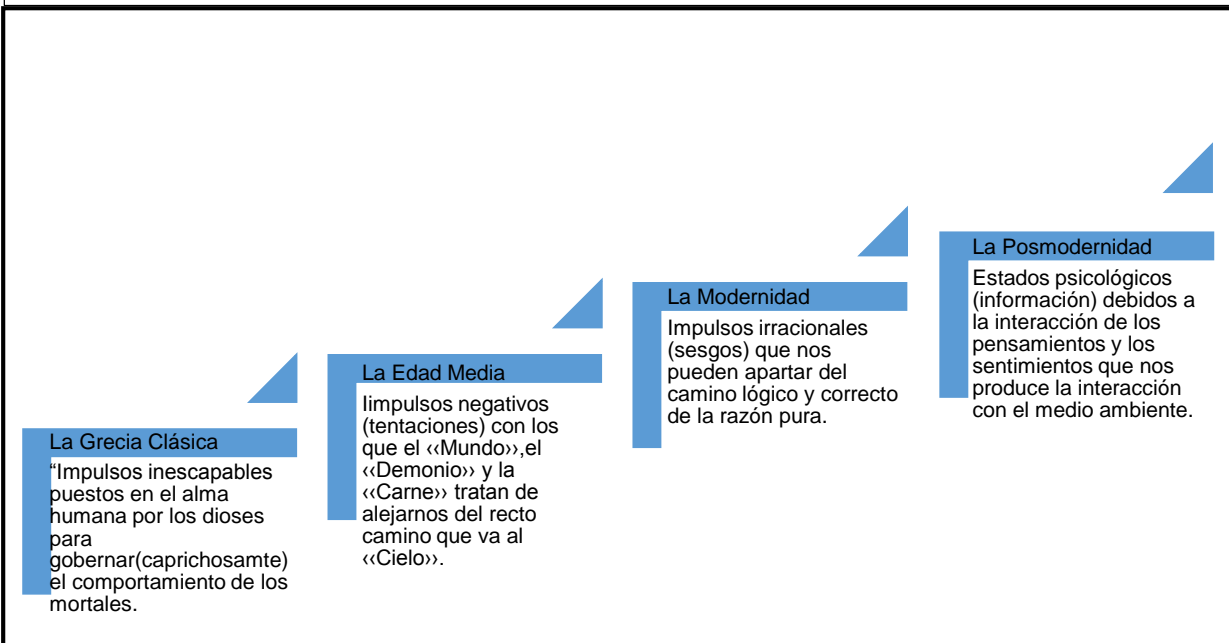 La Grecia Clásica
“Impulsos inescapables
puestos en el alma
humana por los dioses
para
gobernar(caprichosamte)
el comportamiento de los
mortales.
La Edad Media
Iimpulsos negativos
(tentaciones) con los
que el ‹‹Mundo››,el
‹‹Demonio›› y la
‹‹Carne›› tratan de
alejarnos del recto
camino que va al
‹‹Cielo››.
La Modernidad
Impulsos irracionales
(sesgos) que nos
pueden apartar del
camino lógico y correcto
de la razón pura.
La Posmodernidad
Estados psicológicos
(información) debidos a
la interacción de los
pensamientos y los
sentimientos que nos
produce la interacción
con el medio ambiente.